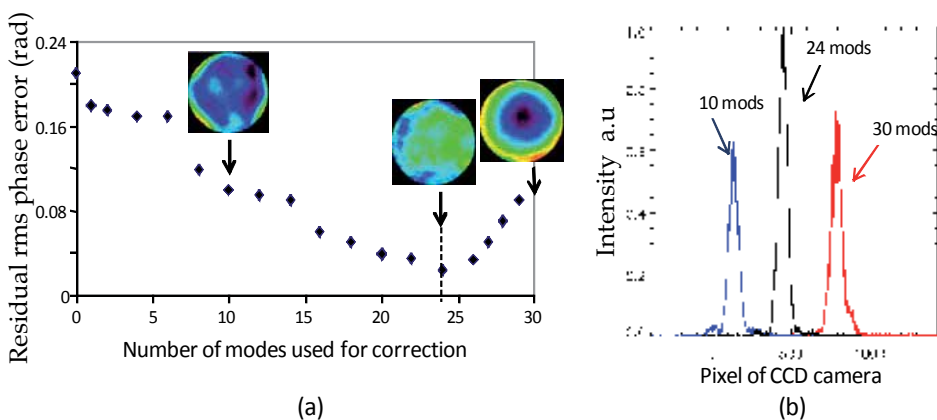 (a)
Residual rms phase error (rad)
0.24
0.16
0.08
0
0 5 10 15 20 25 30
Number of modes used for correction
(b)
Intensity a.u
10 mods
24 mods
30 mods
Pixel of CCD camera
(a)
(b)